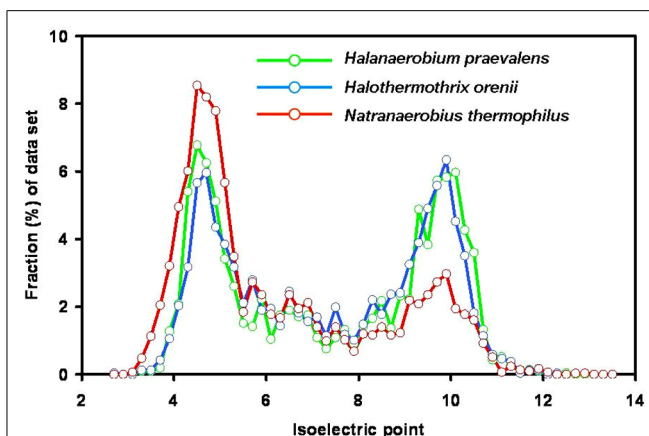 10
8
6
4
2
0
Fraction (%) of data set
Halanaerobium praevalens
Halothermothrix orenii
Natranaerobius thermophilus
2 4 6 8 10 12 14
Isoelectric point